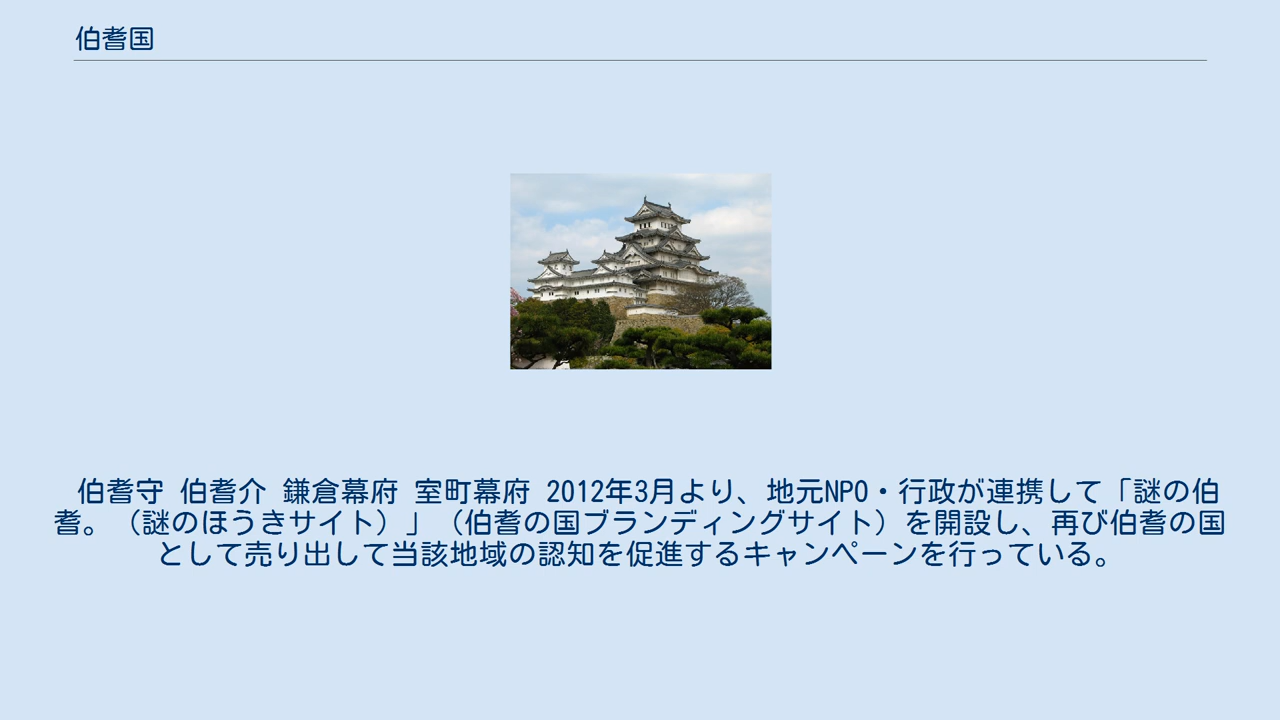 伯耆国
伯耆守 伯耆介 鎌倉幕府 室町幕府 2012年3月より、地元NPO・行政が連携して「謎の伯
耆。（謎のほうきサイト）」（伯耆の国ブランディングサイト）を開設し、再び伯耆の国
として売り出して当該地域の認知を促進するキャンペーンを行っている。